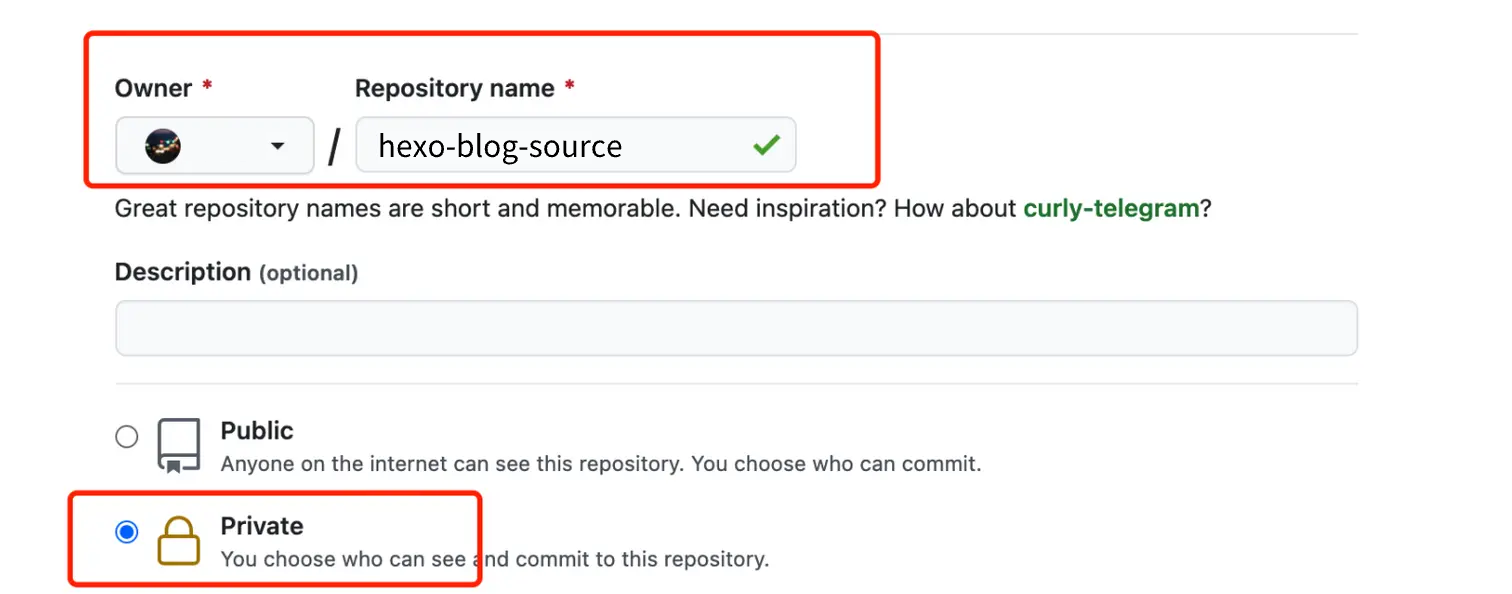 Owner * Repository name *
/ hexo-blog-source
Great repository names are short and memorable. Need inspiration? How about curly-telegram?
Description (optional)
Public
Anyone on the internet can see this repository. You choose who can commit.
Private
You choose who can see and commit to this repository.